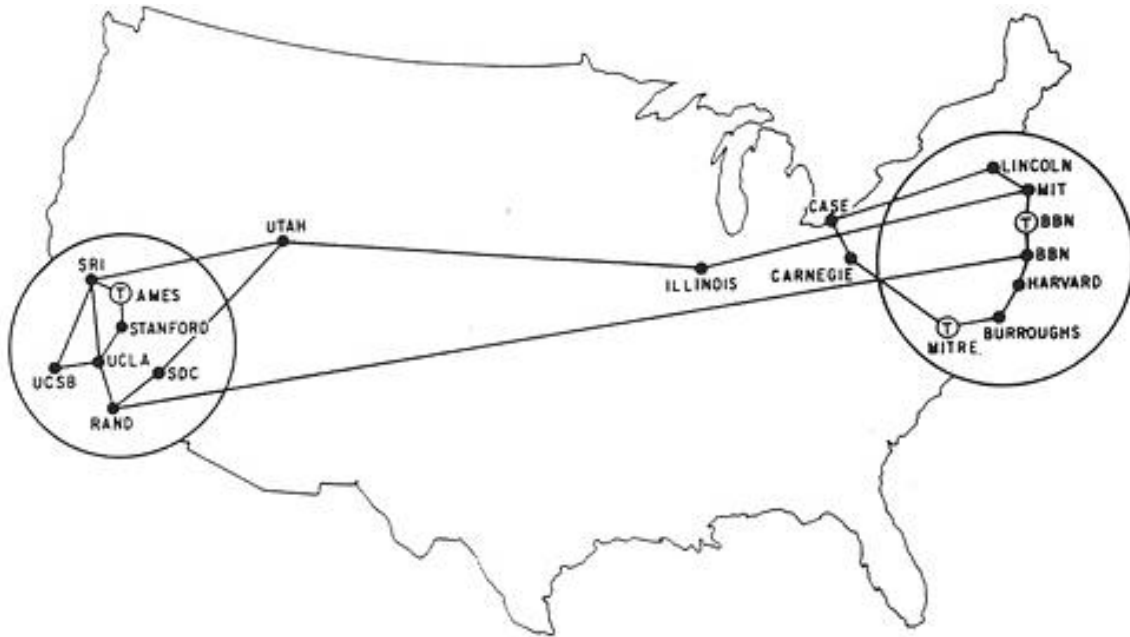 LINCOLN
MIT
CASE
T BBN
UTAH
BBN
SRI
CARNEGIE
ILLINOIS
HARVARD
T AMES
STANFORD
BURROUGHS
T
MITRE.
UCLA
UCSB
SDC
RAND